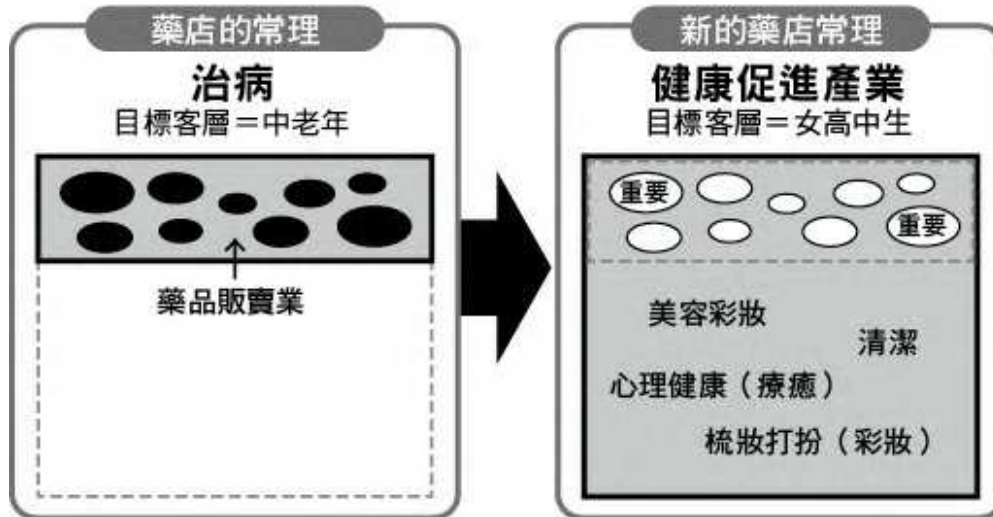 藥店的常理
治病
目標客層＝中老年
藥品販賣業
新的藥店常理
健康促進產業
目標客層＝女高中生
重要
重要
美容彩妝
清潔
心理健康（療癒）
梳妝打扮（彩妝）